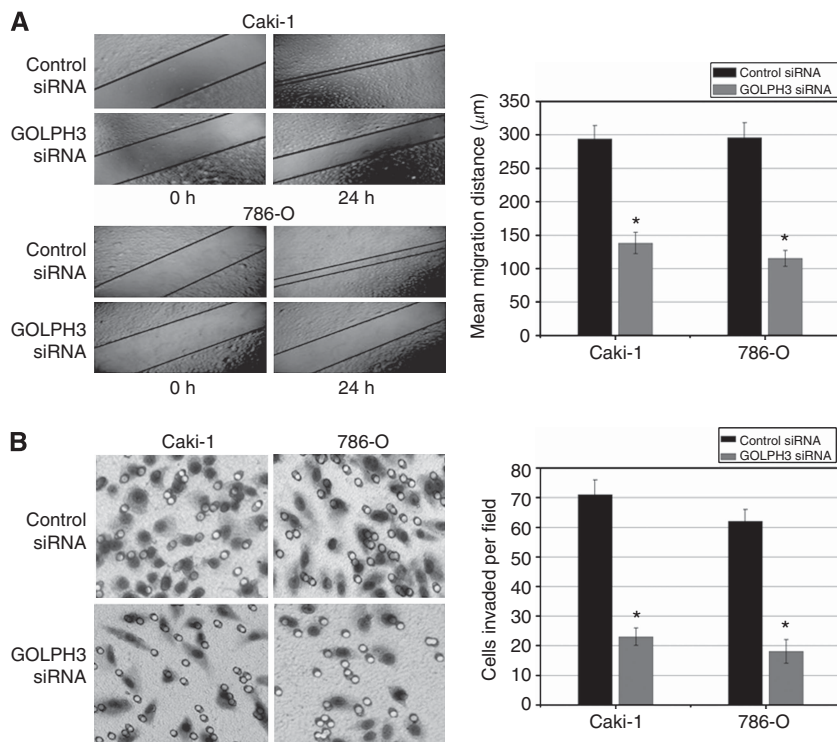 A
Caki-1
Control
siRNA
GOLPH3
siRNA
0 h
24 h
786-O
Control
siRNA
GOLPH3
siRNA
0 h
24 h
Control siRNA
GOLPH3 siRNA
Mean migration distance (μm)
350
300
250
200
150
100
50
0
*
*
Caki-1
786-O
B
Caki-1
786-O
Control
siRNA
GOLPH3
siRNA
Control siRNA
GOLPH3 siRNA
Cells invaded per field
80
70
60
50
40
30
20
10
0
*
*
Caki-1
786-O